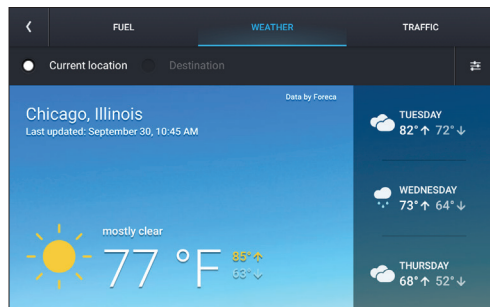 FUEL
WEATHER
TRAFFIC
Current location
Destination
Data by Foreca
Chicago, Illinois
Last updated: September 30, 10:45 AM
mostly clear
77 °F
85°↑
63°↓
TUESDAY
82°↑ 72°↓
WEDNESDAY
73°↑ 64°↓
THURSDAY
68°↑ 52°↓